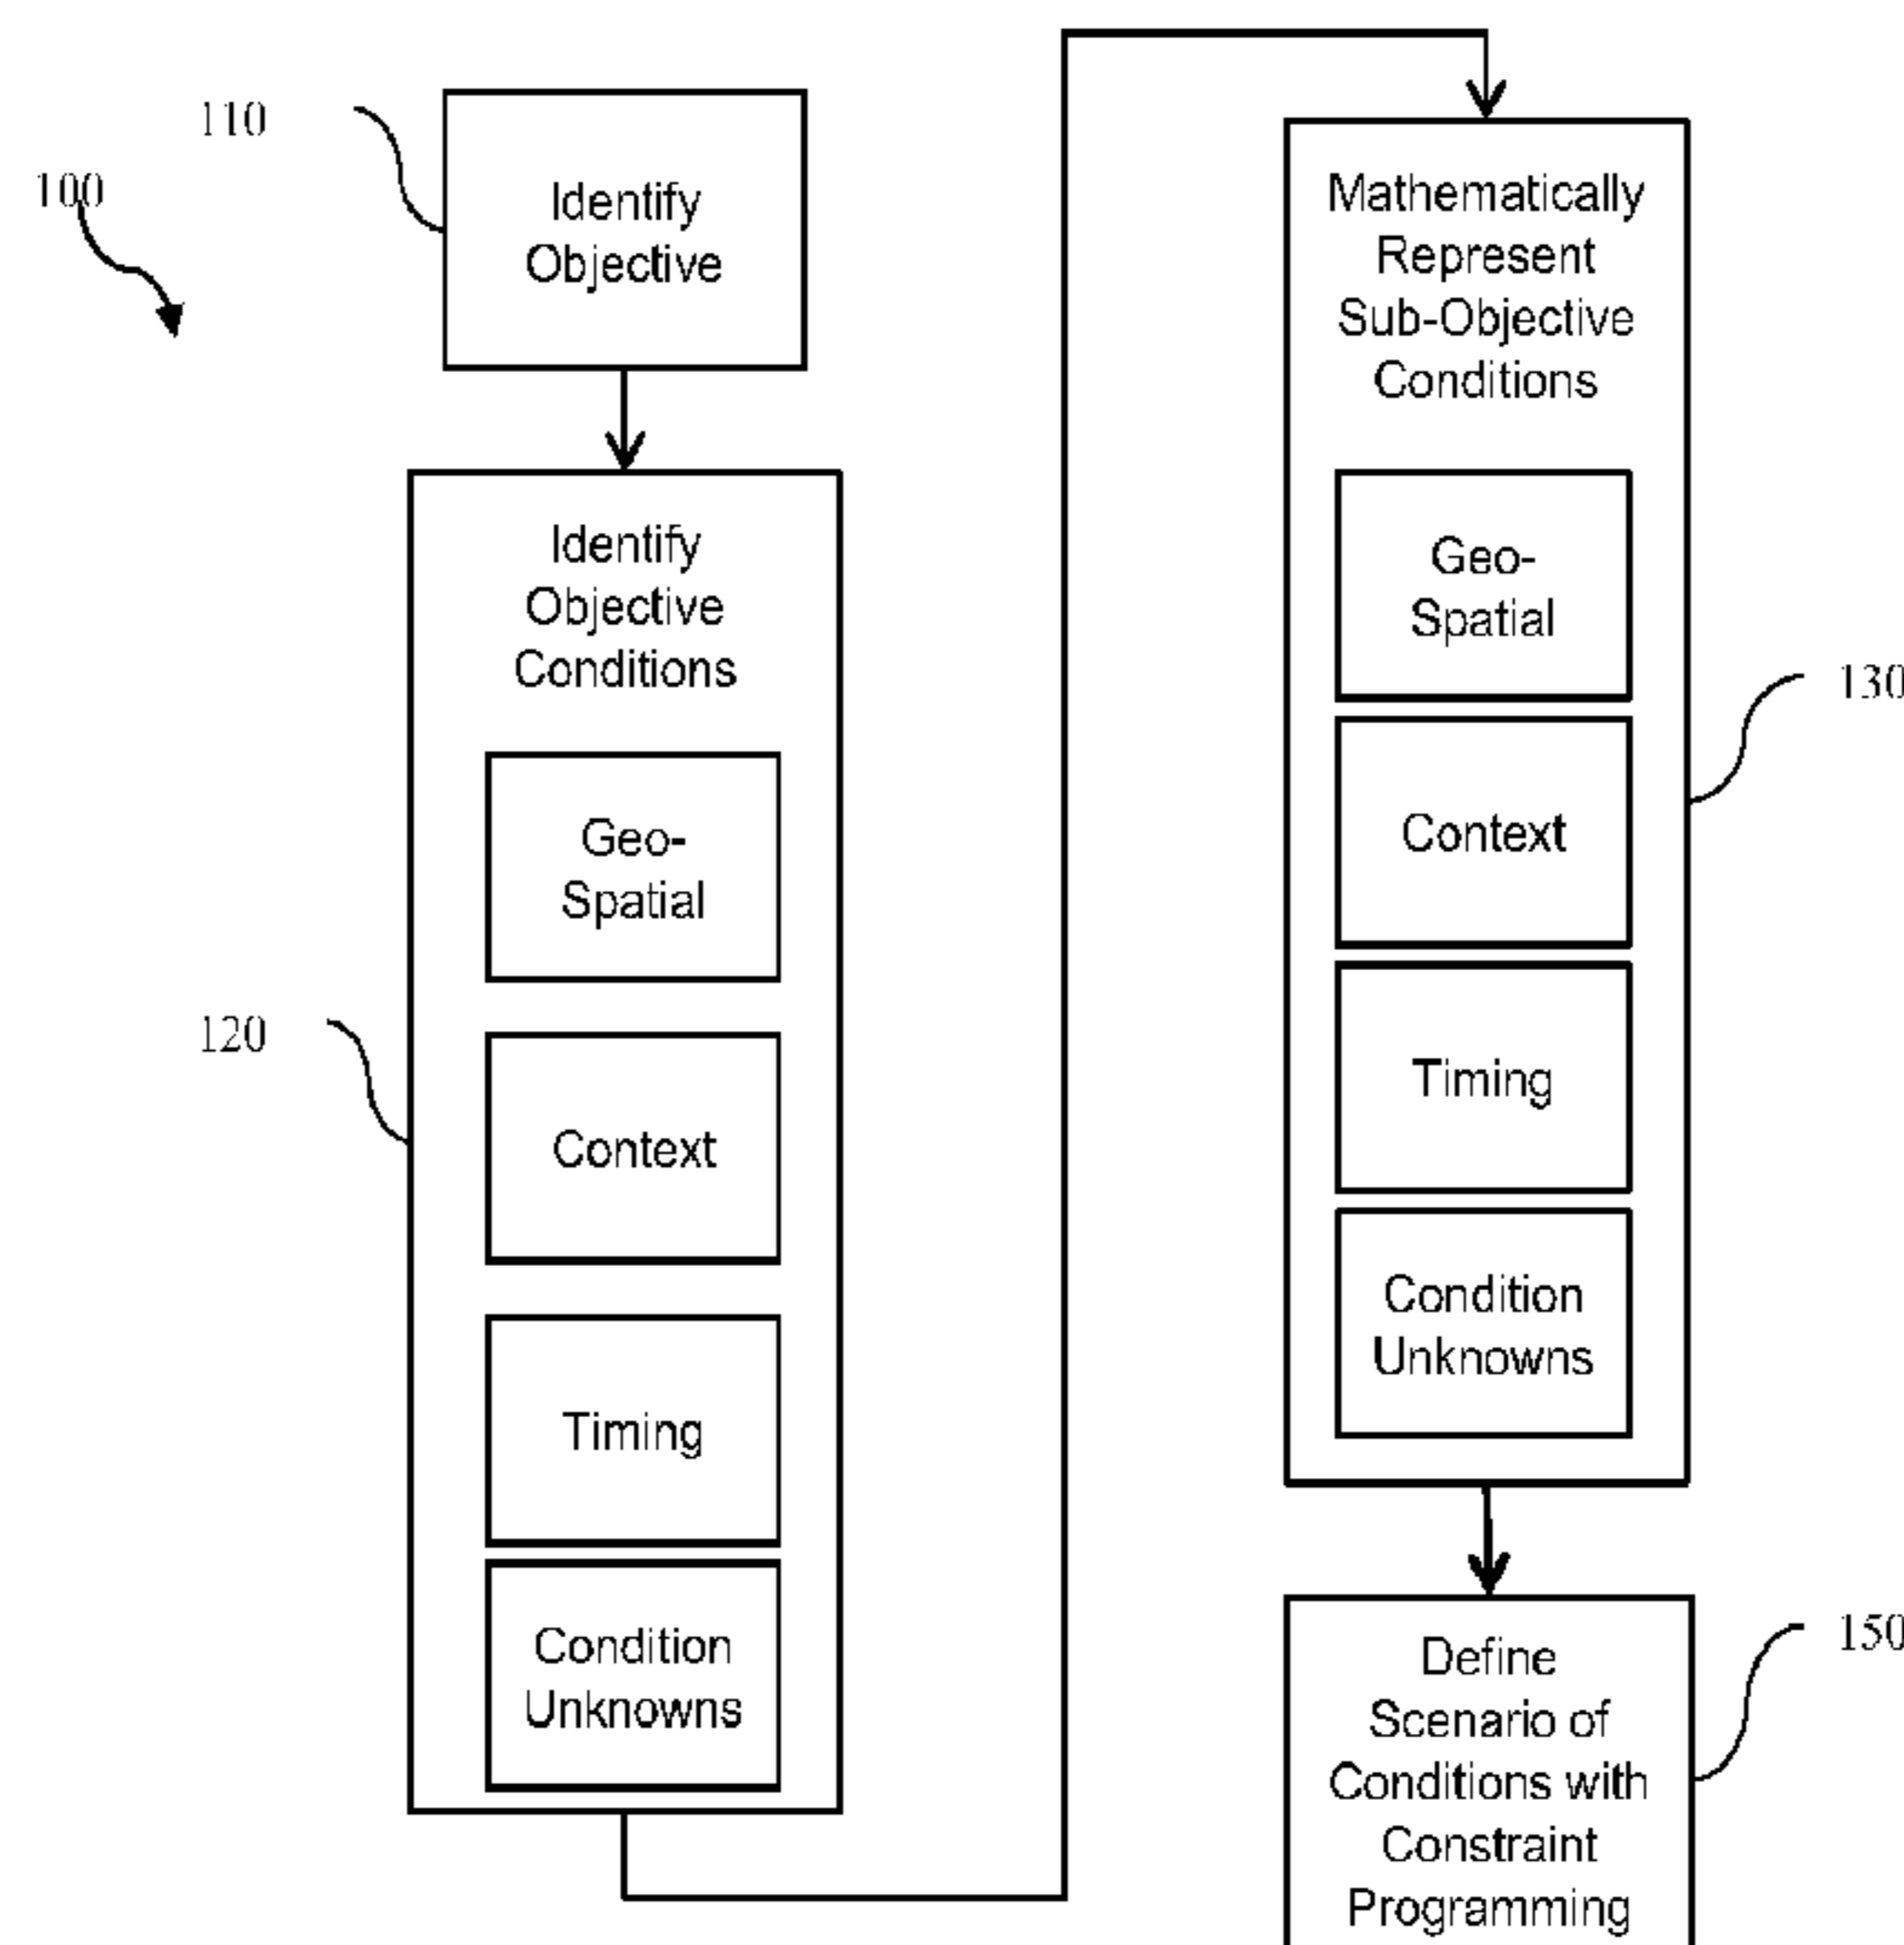 100
110
Identify
Objective
120
Identify
Objective
Conditions
Geo-
Spatial
Context
Timing
Condition
Unknowns
Mathematically
Represent
Sub-Objective
Conditions
130
Geo-
Spatial
Context
Timing
Condition
Unknowns
150
Define
Scenario of
Conditions with
Constraint
Programming